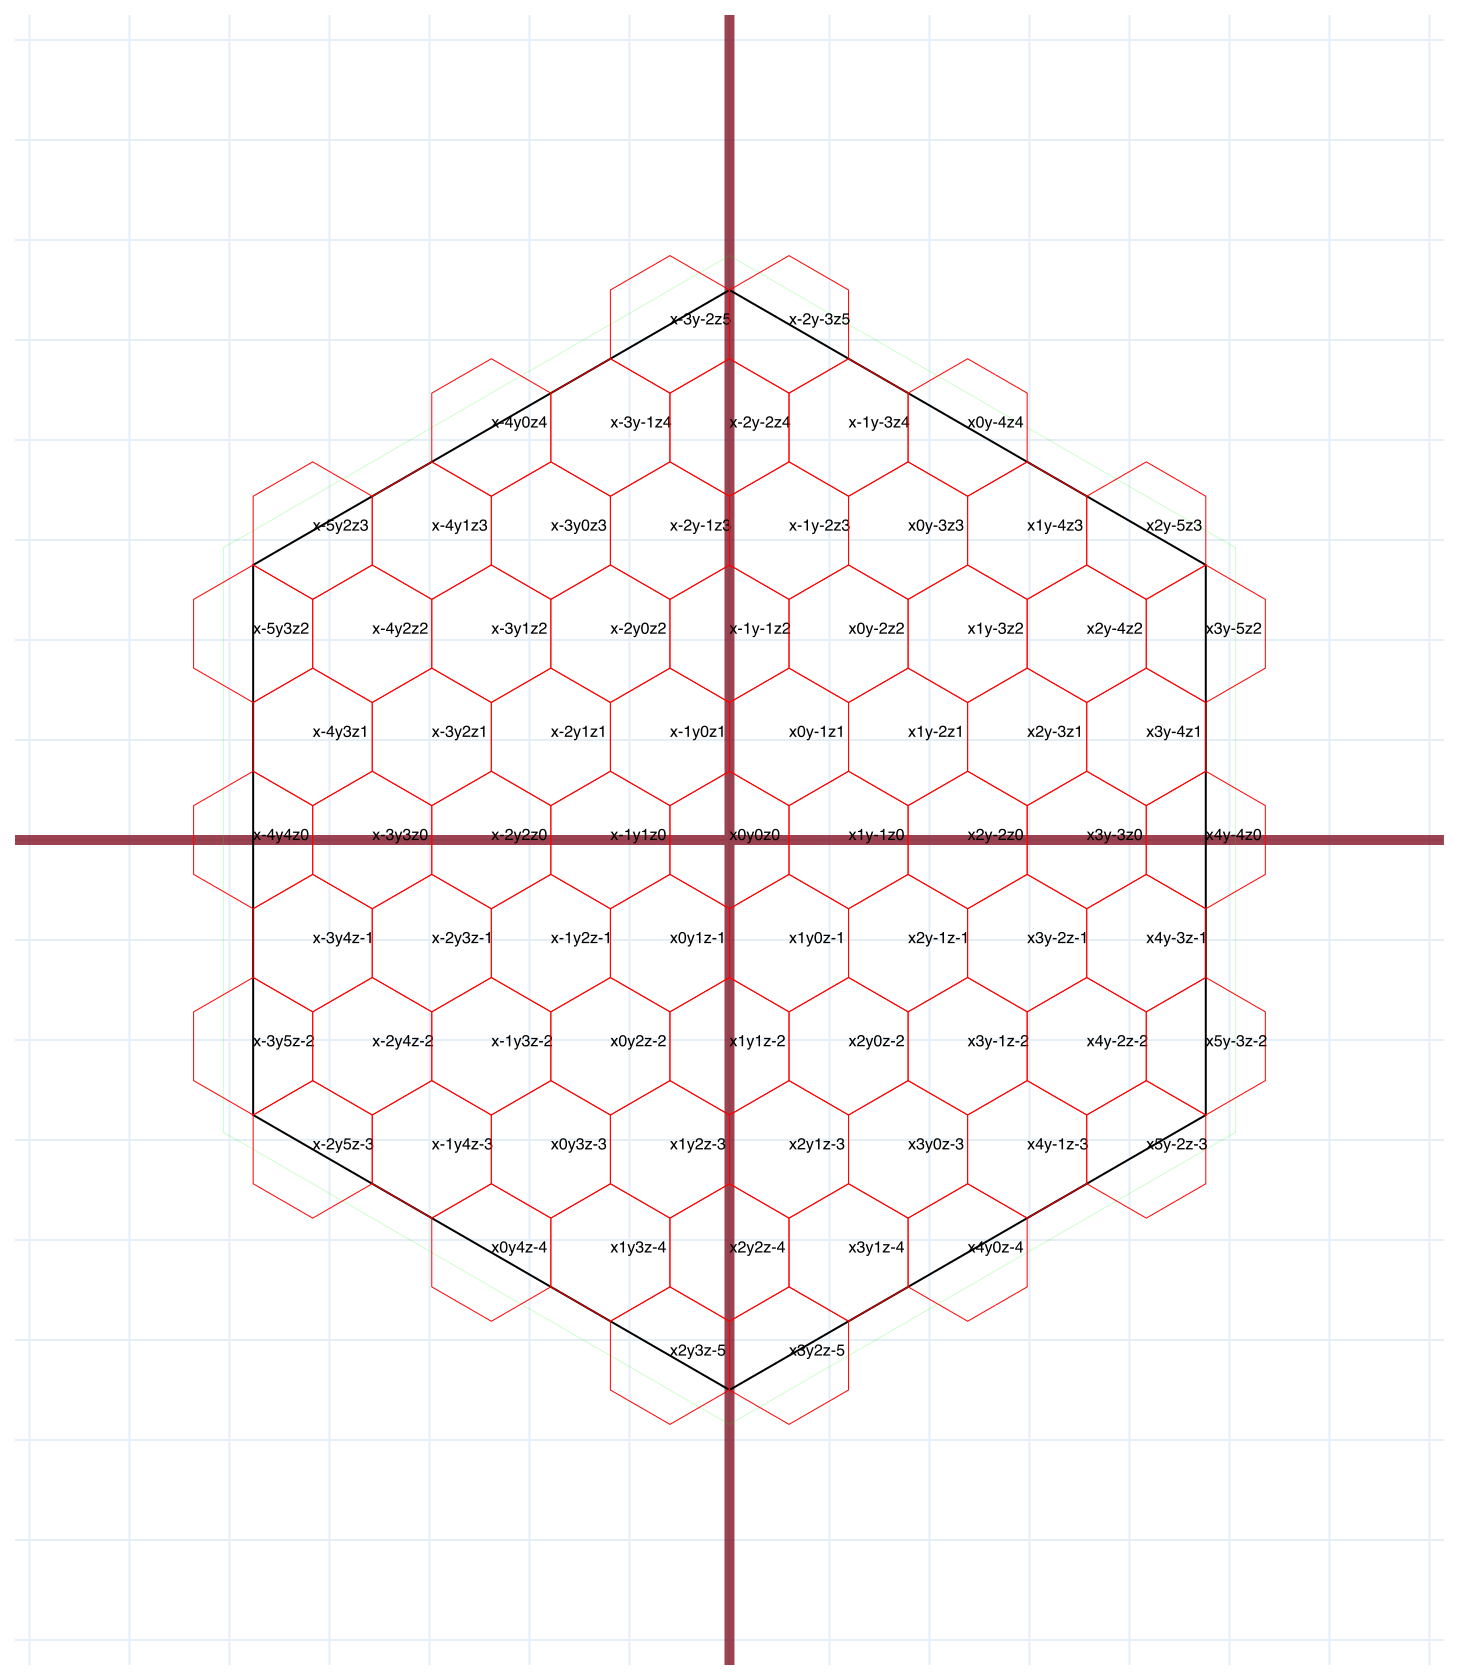 x-3y-2z5 x-2y-3z5
x-4y0z4 x-3y-1z4 x-2y-2z4 x-1y-3z4 x0y-4z4
x-5y2z3 x-4y1z3 x-3y0z3 x-2y-1z3 x-1y-2z3 x0y-3z3 x1y-4z3 x2y-5z3
x-5y3z2 x-4y2z2 x-3y1z2 x-2y0z2 x-1y-1z2 x0y-2z2 x1y-3z2 x2y-4z2 x3y-5z2
x-4y3z1 x-3y2z1 x-2y1z1 x-1y0z1 x0y-1z1 x1y-2z1 x2y-3z1 x3y-4z1
x-4y4z0 x-3y3z0 x-2y2z0 x-1y1z0 x0y0z0 x1y-1z0 x2y-2z0 x3y-3z0 x4y-4z0
x-3y4z-1 x-2y3z-1 x-1y2z-1 x0y1z-1 x1y0z-1 x2y-1z-1 x3y-2z-1 x4y-3z-1
x-3y5z-2 x-2y4z-2 x-1y3z-2 x0y2z-2 x1y1z-2 x2y0z-2 x3y-1z-2 x4y-2z-2 x5y-3z-2
x-2y5z-3 x-1y4z-3 x0y3z-3 x1y2z-3 x2y1z-3 x3y0z-3 x4y-1z-3 x5y-2z-3
x0y4z-4 x1y3z-4 x2y2z-4 x3y1z-4 x4y0z-4
x2y3z-5 x3y2z-5